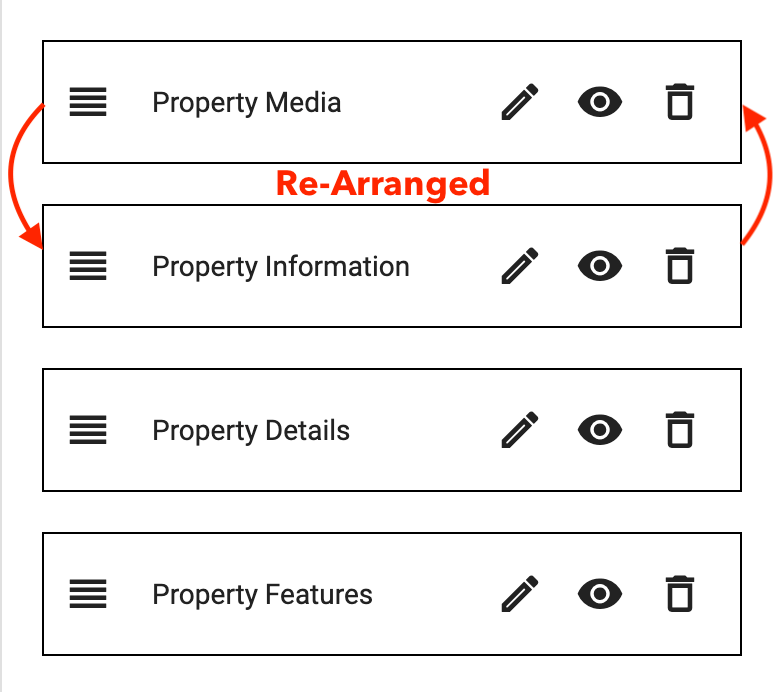 Property Media
Re-Arranged
Property Information
Property Details
Property Features